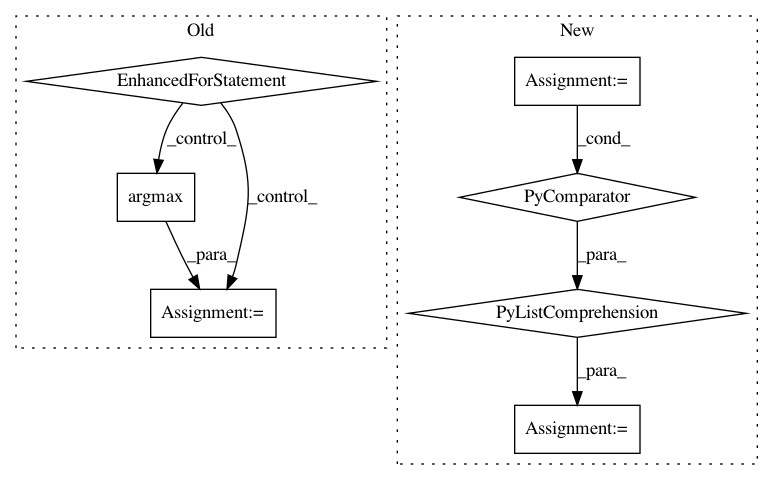 Old
EnhancedForStatement
_control_
_control_
argmax
_para_
Assignment:=
New
Assignment:=
_cond_
PyComparator
_para_
PyListComprehension
_para_
Assignment:=